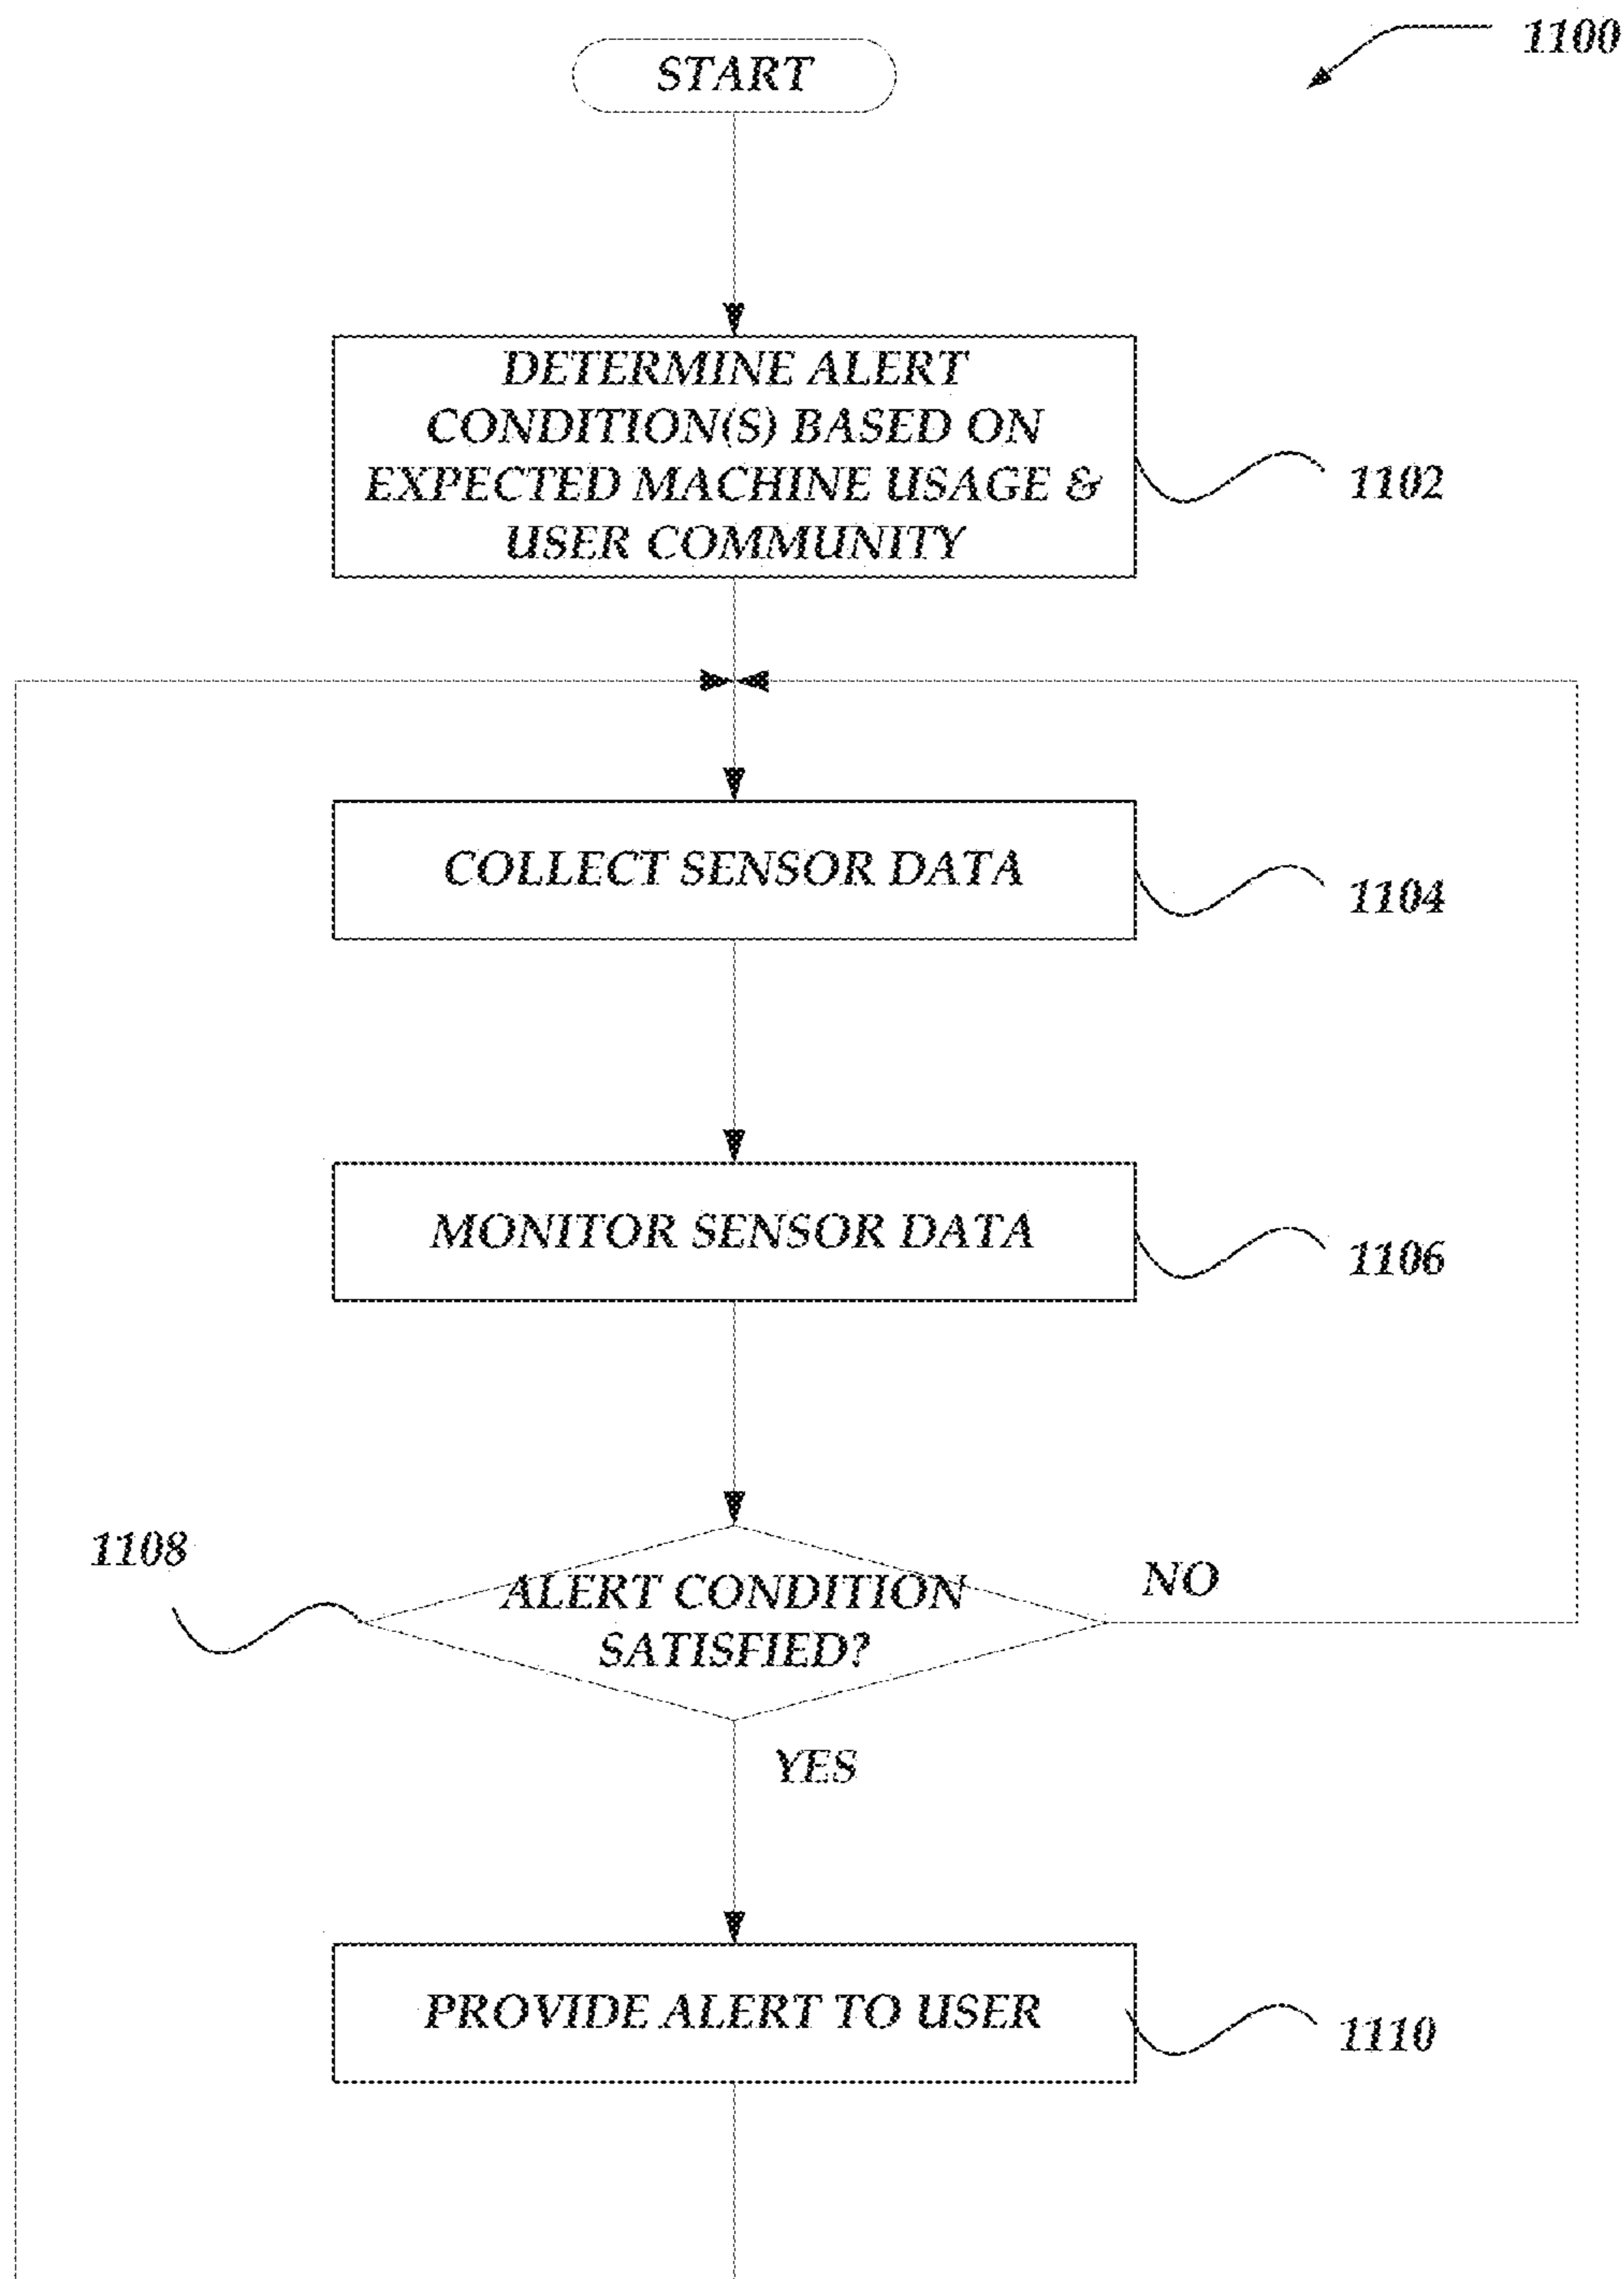 1100
START
DETERMINE ALERT
CONDITION(S) BASED ON
EXPECTED MACHINE USAGE &
USER COMMUNITY
1102
COLLECT SENSOR DATA
1104
MONITOR SENSOR DATA
1106
1108
ALERT CONDITION
SATISFIED?
NO
YES
PROVIDE ALERT TO USER
1110